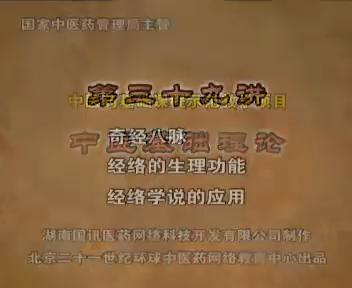 国家中医药管理局主管
第三十九讲
中医基础理论
奇经八脉
经络的生理功能
经络学说的应用
湖南国讯医药网络科技开发有限公司制作
北京二十一世纪环球中医药网络教育中心出品